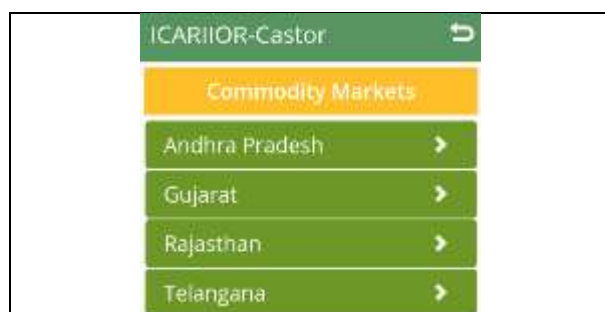 ICARIIOR-Castor
Commodity Markets
Andhra Pradesh
Gujarat
Rajasthan
Telangana